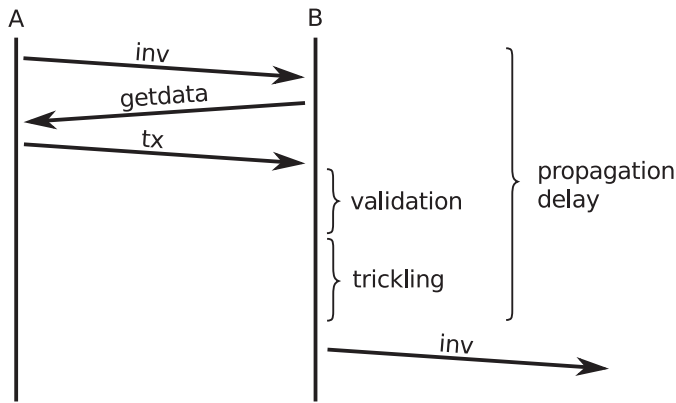 A
B
inv
getdata
tx
validation
propagation
delay
trickling
inv